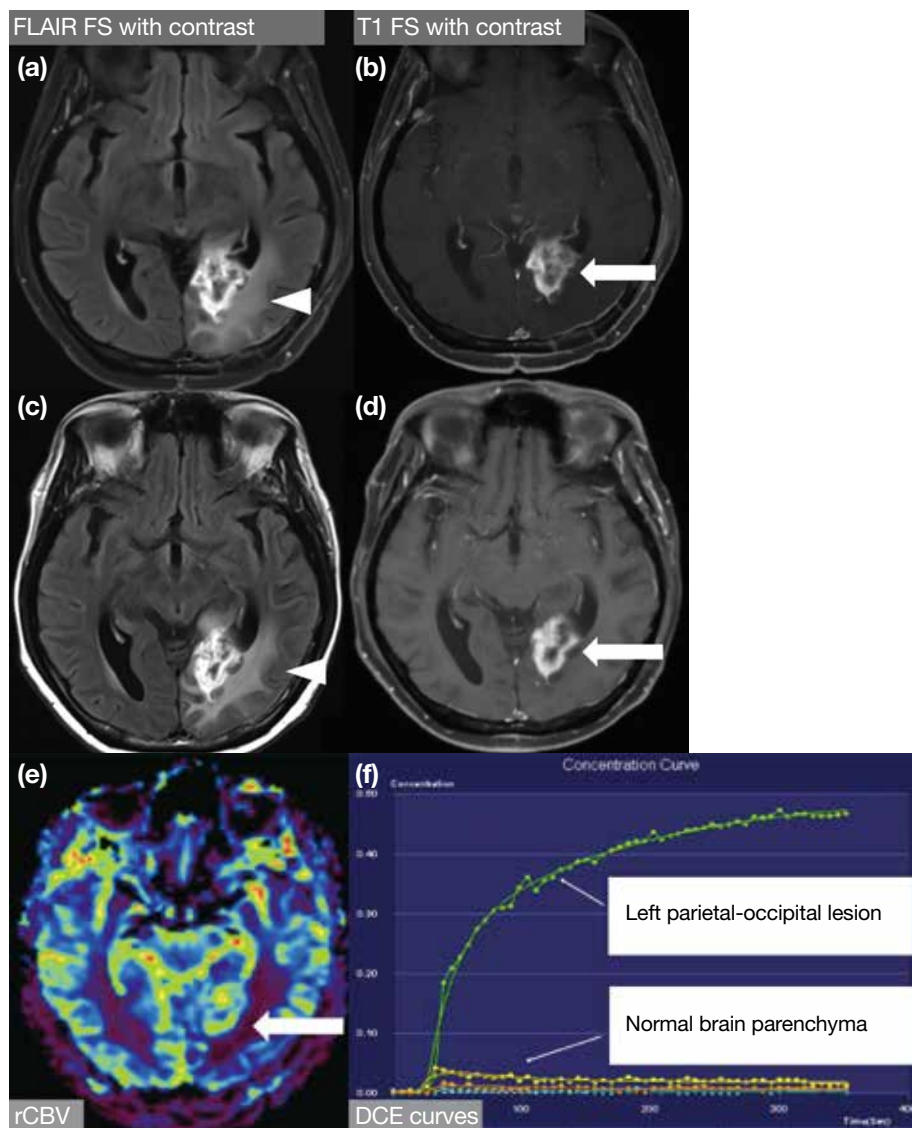 FLAIR FS with contrast
T1 FS with contrast
(a)
(b)
(c)
(d)
(e)
rCBV
(f)
Concentration Curve
Concentration
0.50
0.40
0.30
0.20
0.10
0.00
Left parietal-occipital lesion
Normal brain parenchyma
100
200
300
400
Time(Sec)
DCE curves